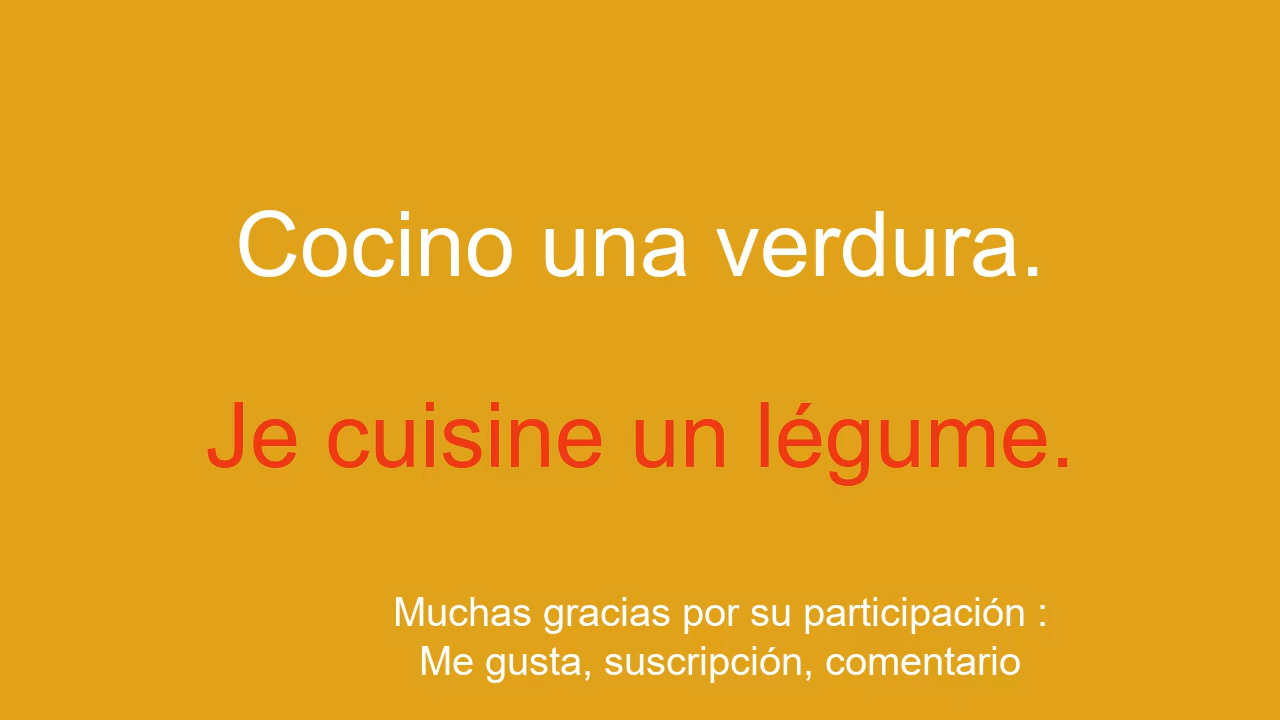 Cocino una verdura.
Je cuisine un légume.
Muchas gracias por su participación :
Me gusta, suscripción, comentario